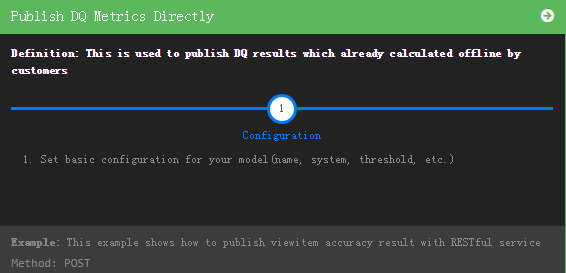 Publish DQ Metrics Directly
Definition: This is used to publish DQ results which already calculated offline by
customers
1
Configuration
1. Set basic configuration for your model(name, system, threshold, etc.)
Example: This example shows how to publish viewitem accuracy result with RESTful service
Method: POST